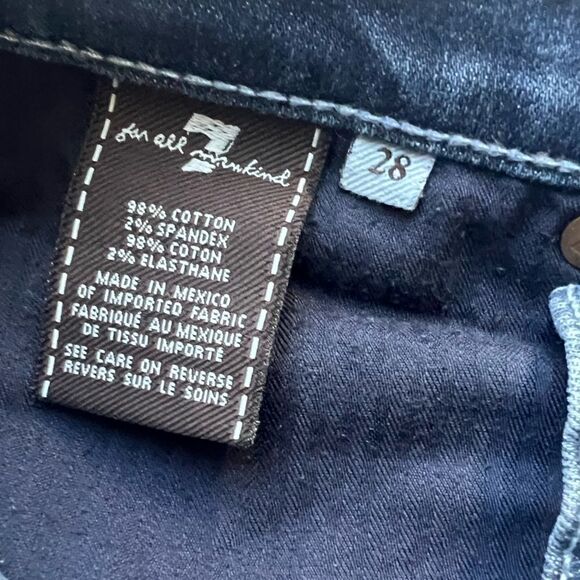 7
for all mankind
28
98% COTTON
2% SPANDEX
98% COTON
2% ELASTHANE
MADE IN MEXICO
OF IMPORTED FABRIC
FABRIQUÉ AU MEXIQUE
DE TISSU IMPORTÉ
SEE CARE ON REVERSE
REVERS SUR LE SOINS